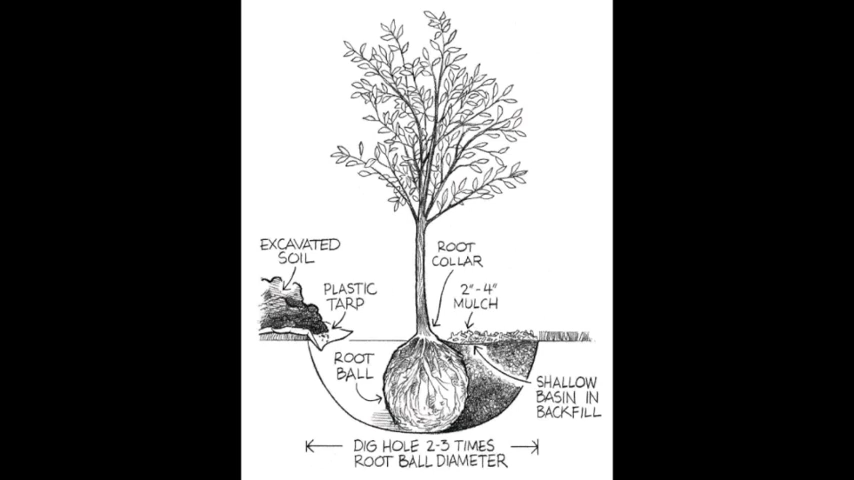 EXCAVATED
SOIL
PLASTIC
TARP
ROOT
COLLAR
2"-4"
MULCH
ROOT
BALL
SHALLOW
BASIN IN
BACKFILL
DIG HOLE 2-3 TIMES
ROOT BALL DIAMETER